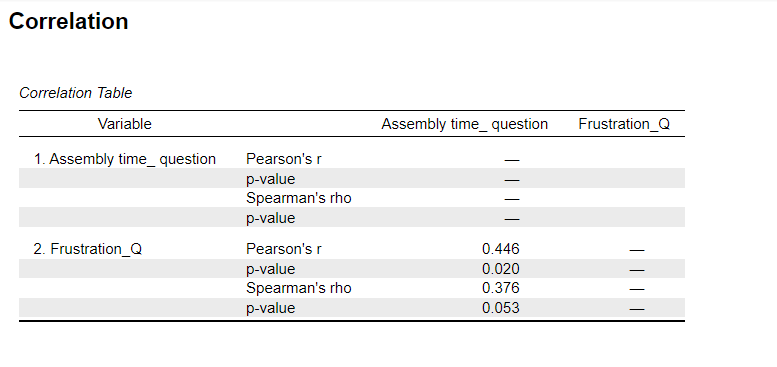 Correlation
Correlation Table
Variable Assembly time_ question Frustration_Q
1. Assembly time_ question Pearson's r —
p-value —
Spearman's rho —
p-value —
2. Frustration_Q Pearson's r 0.446 —
p-value 0.020 —
Spearman's rho 0.376 —
p-value 0.053 —